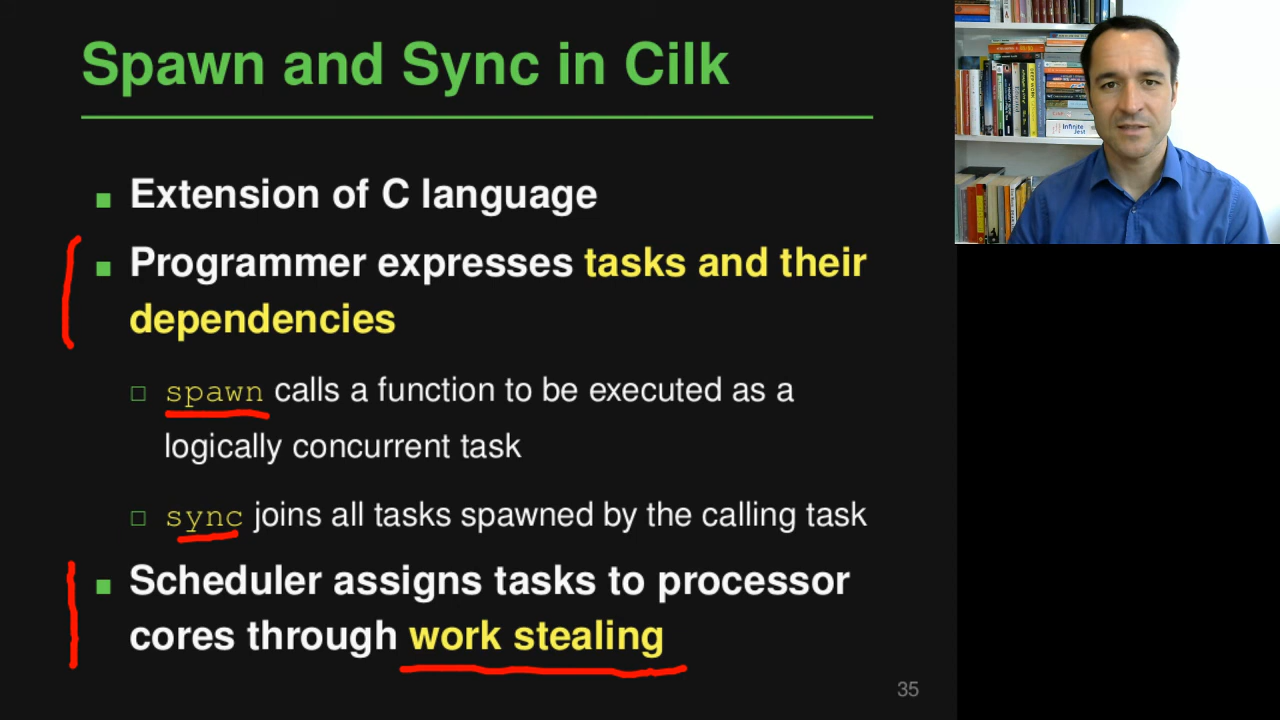 Spawn and Sync in Cilk
Extension of C language
Programmer expresses tasks and their
dependencies
spawn calls a function to be executed as a
logically concurrent task
sync joins all tasks spawned by the calling task
Scheduler assigns tasks to processor
cores through work stealing
35
Infinite
Jest